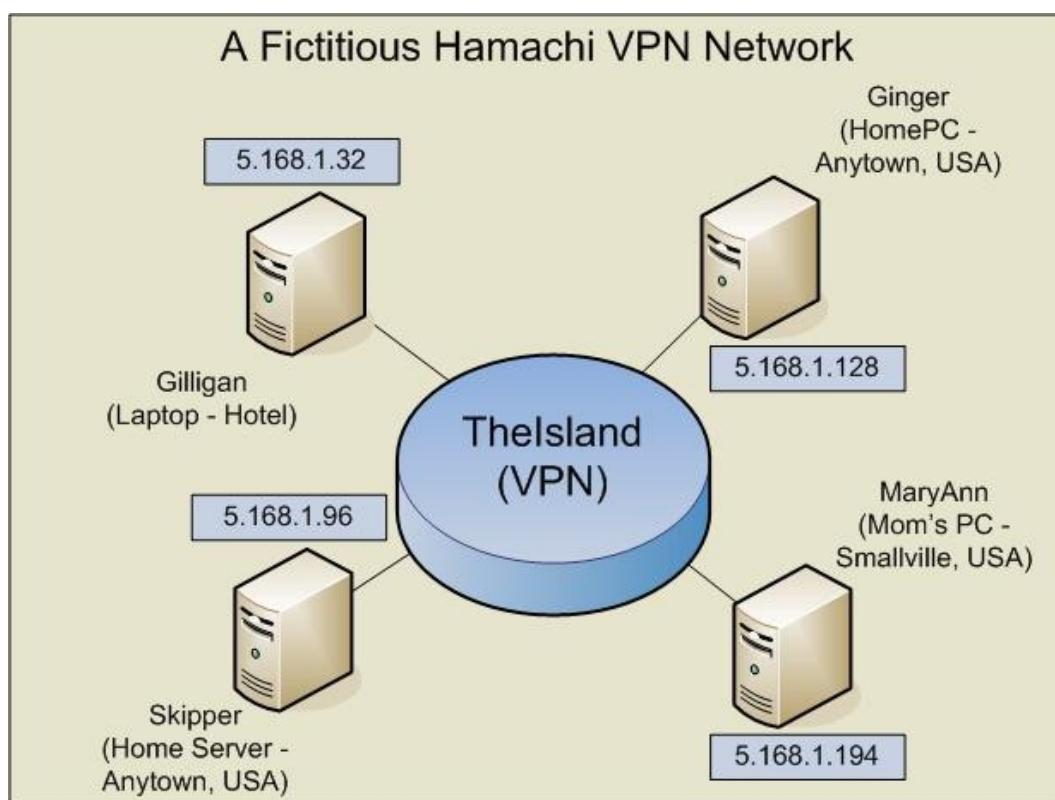 A Fictitious Hamachi VPN Network
Ginger
(HomePC -
Anytown, USA)
5.168.1.32
5.168.1.128
Gilligan
(Laptop - Hotel)
TheIsland
(VPN)
5.168.1.96
MaryAnn
(Mom's PC -
Smallville, USA)
Skipper
(Home Server -
Anytown, USA)
5.168.1.194